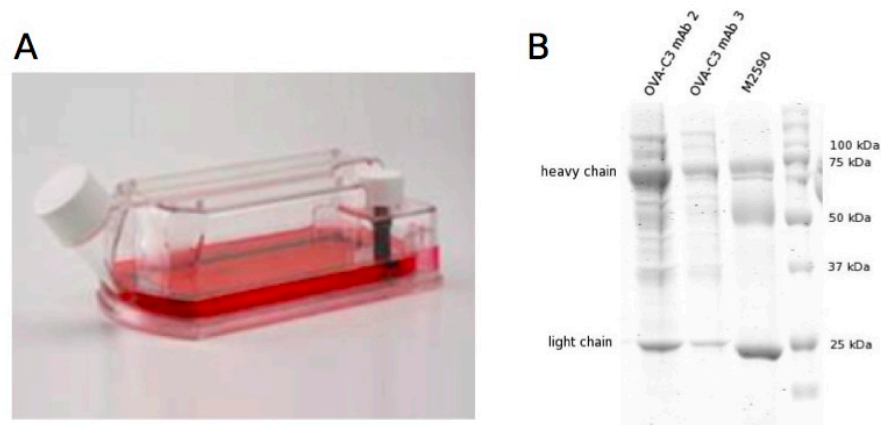 A
B
OVA-C3 mAb 2
OVA-C3 mAb 3
M2590
heavy chain
light chain
100 kDa
75 kDa
50 kDa
37 kDa
25 kDa